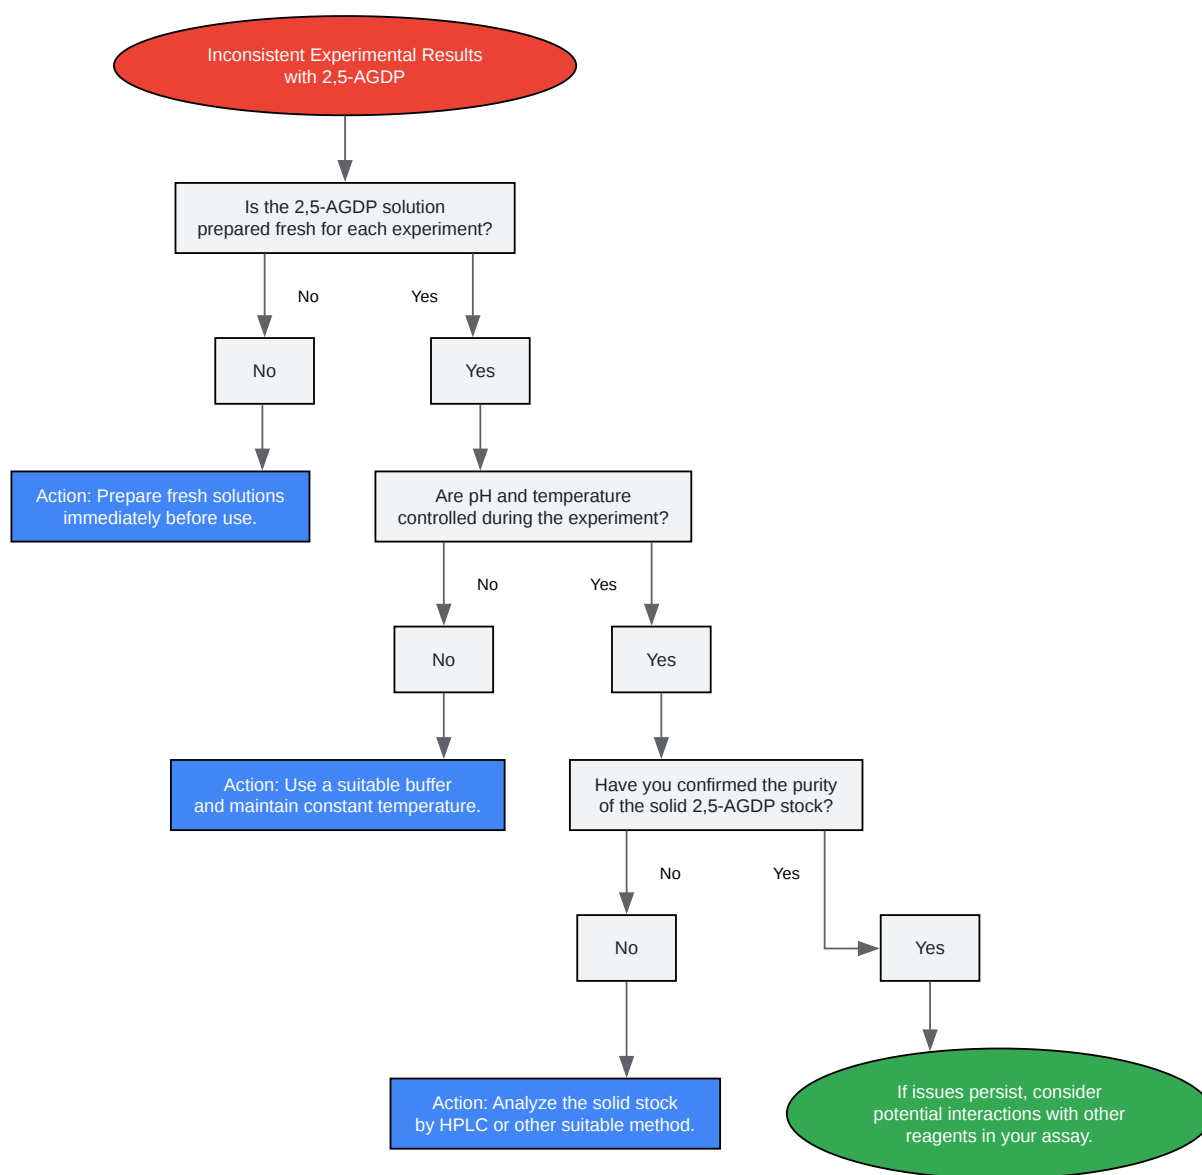 Inconsistent Experimental Results
with 2,5-AGDP
Is the 2,5-AGDP solution
prepared fresh for each experiment?
No
Yes
No
Yes
Action: Prepare fresh solutions
immediately before use.
Are pH and temperature
controlled during the experiment?
No
Yes
No
Yes
Action: Use a suitable buffer
and maintain constant temperature.
Have you confirmed the purity
of the solid 2,5-AGDP stock?
No
Yes
No
Yes
Action: Analyze the solid stock
by HPLC or other suitable method.
If issues persist, consider
potential interactions with other
reagents in your assay.